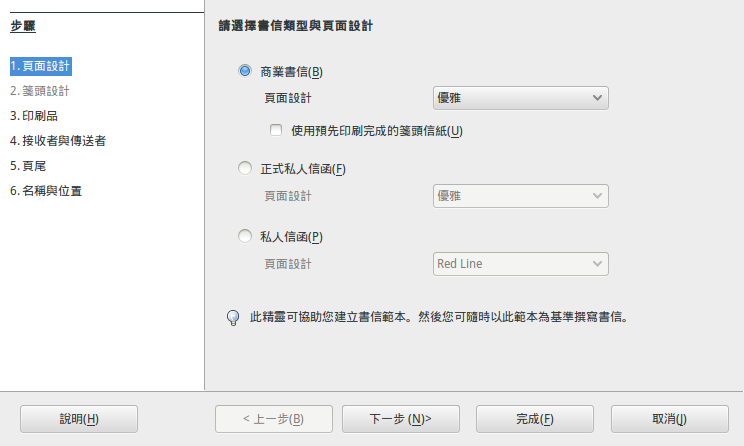 步驟
1. 頁面設計
2. 箋頭設計
3. 印刷品
4. 接收者與傳送者
5. 頁尾
6. 名稱與位置
請選擇書信類型與頁面設計
商業書信(B)
頁面設計 優雅
使用預先印刷完成的箋頭信紙(U)
正式私人信函(F)
頁面設計 優雅
私人信函(P)
頁面設計 Red Line
此精靈可協助您建立書信範本。然後您可隨時以此範本為基準撰寫書信。
說明(H) < 上一步(B) 下一步 (N)> 完成(F) 取消(J)